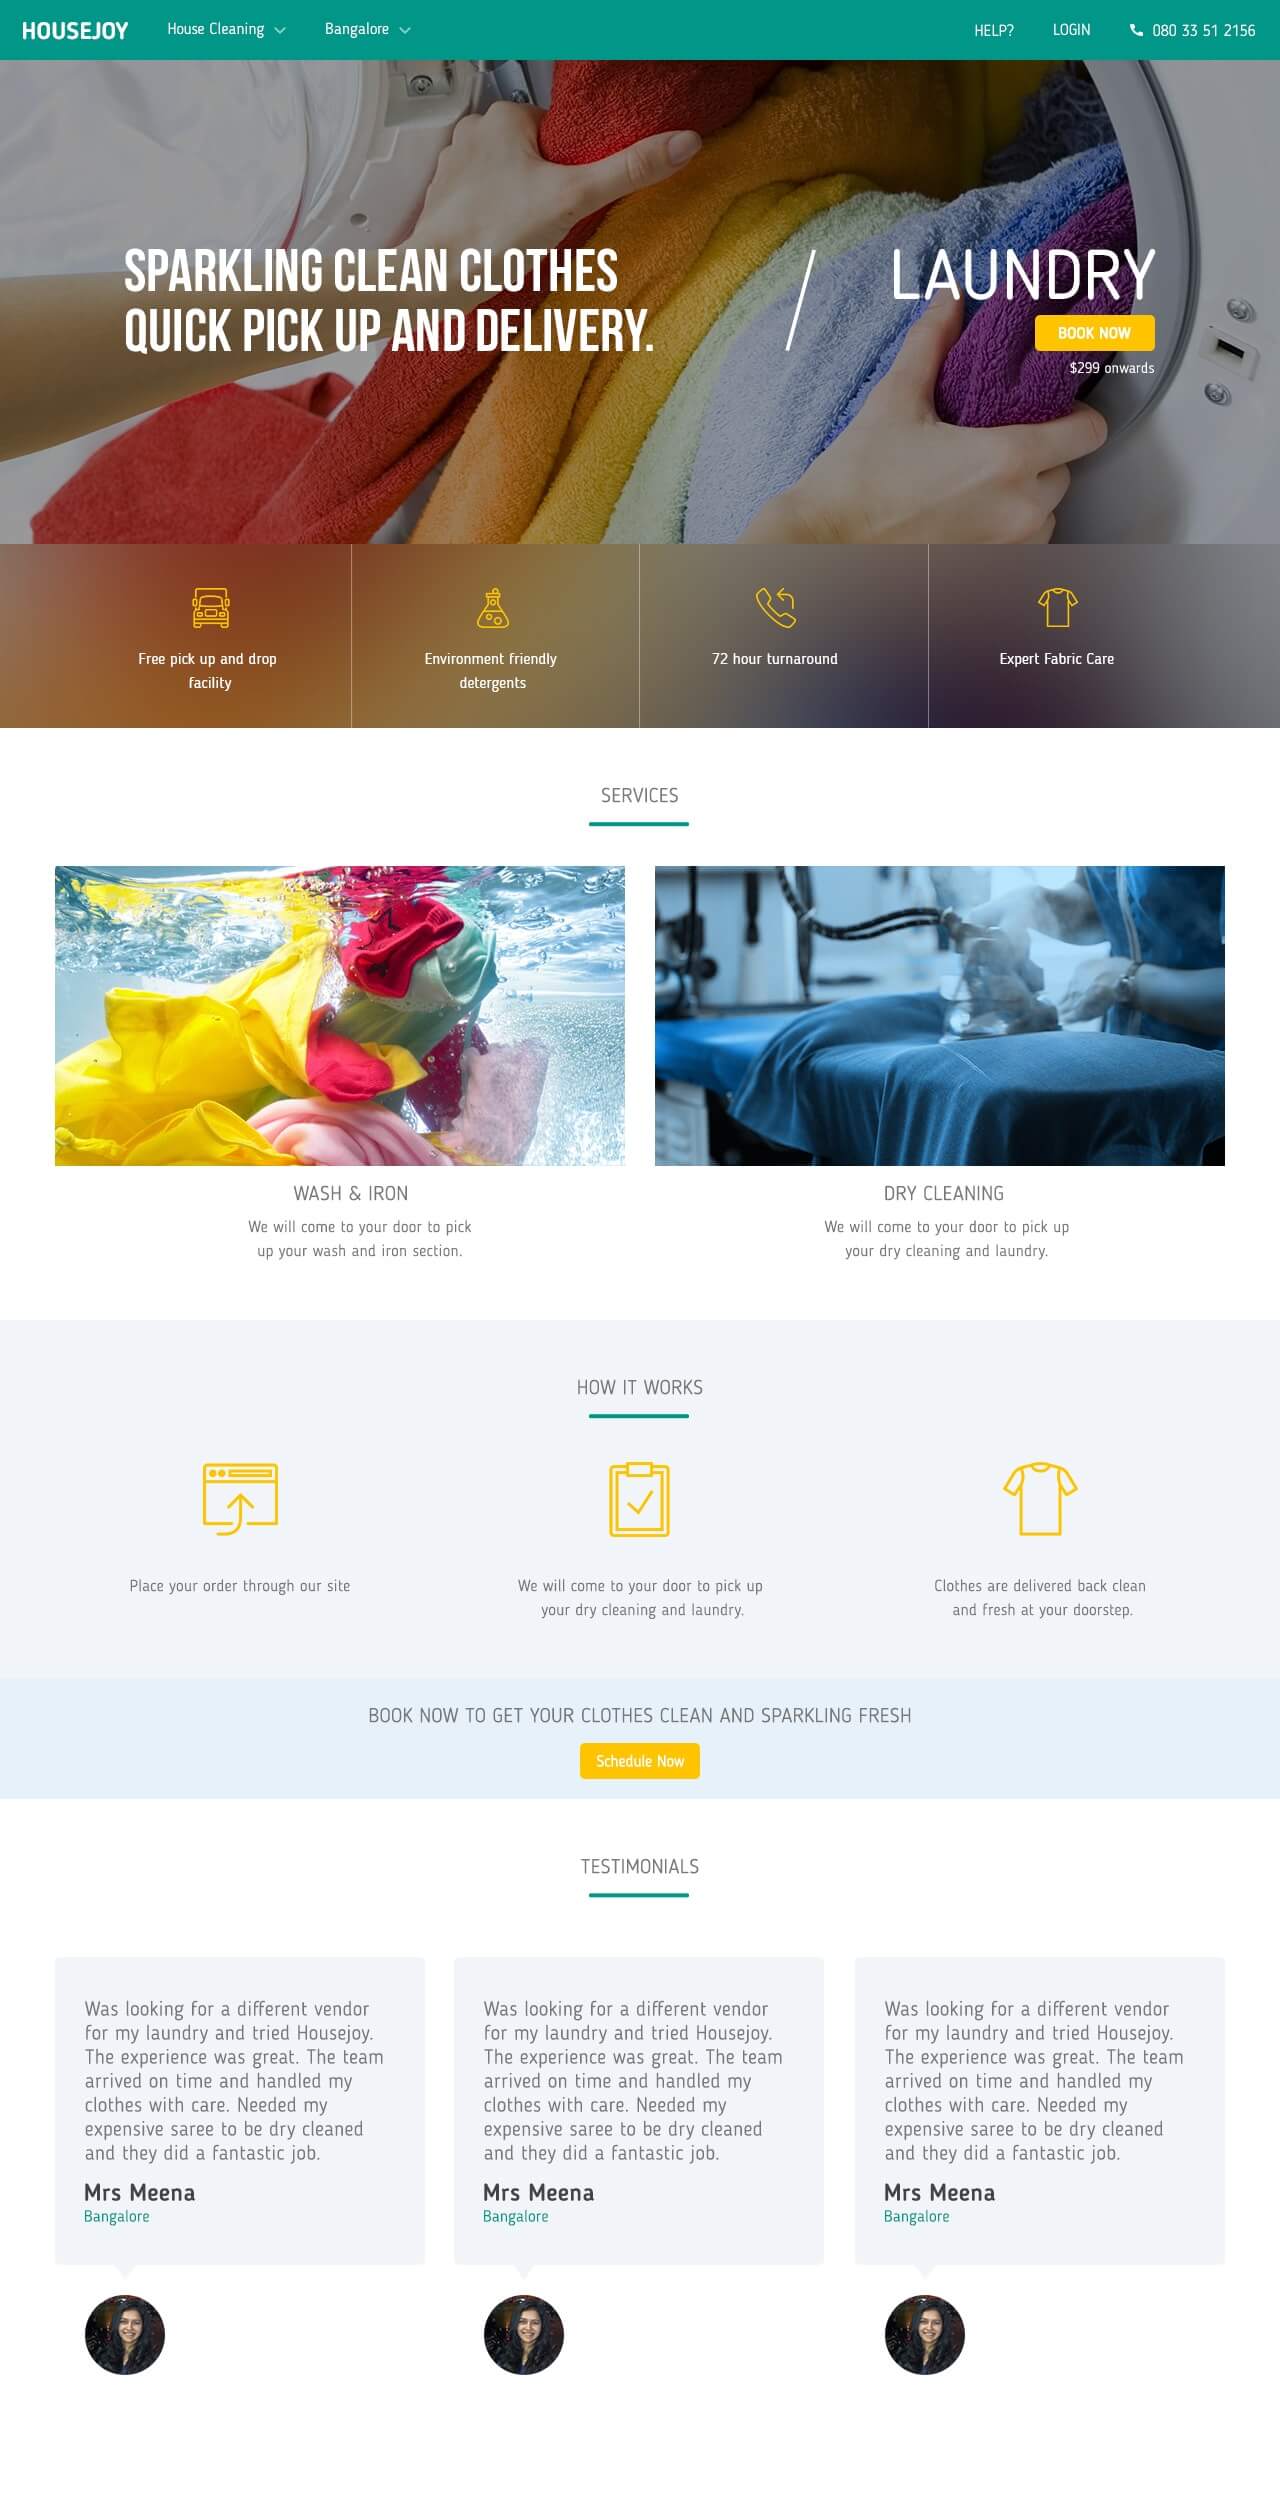 HOUSEJOY House Cleaning Bangalore HELP? LOGIN 080 33 51 2156
SPARKLING CLEAN CLOTHES
QUICK PICK UP AND DELIVERY.
LAUNDRY
BOOK NOW
$299 onwards
Free pick up and drop
facility
Environment friendly
detergents
72 hour turnaround
Expert Fabric Care
SERVICES
WASH & IRON
We will come to your door to pick
up your wash and iron section.
DRY CLEANING
We will come to your door to pick up
your dry cleaning and laundry.
HOW IT WORKS
Place your order through our site
We will come to your door to pick up
your dry cleaning and laundry.
Clothes are delivered back clean
and fresh at your doorstep.
BOOK NOW TO GET YOUR CLOTHES CLEAN AND SPARKLING FRESH
Schedule Now
TESTIMONIALS
Was looking for a different vendor
for my laundry and tried Housejoy.
The experience was great. The team
arrived on time and handled my
clothes with care. Needed my
expensive saree to be dry cleaned
and they did a fantastic job.
Mrs Meena
Bangalore
Was looking for a different vendor
for my laundry and tried Housejoy.
The experience was great. The team
arrived on time and handled my
clothes with care. Needed my
expensive saree to be dry cleaned
and they did a fantastic job.
Mrs Meena
Bangalore
Was looking for a different vendor
for my laundry and tried Housejoy.
The experience was great. The team
arrived on time and handled my
clothes with care. Needed my
expensive saree to be dry cleaned
and they did a fantastic job.
Mrs Meena
Bangalore